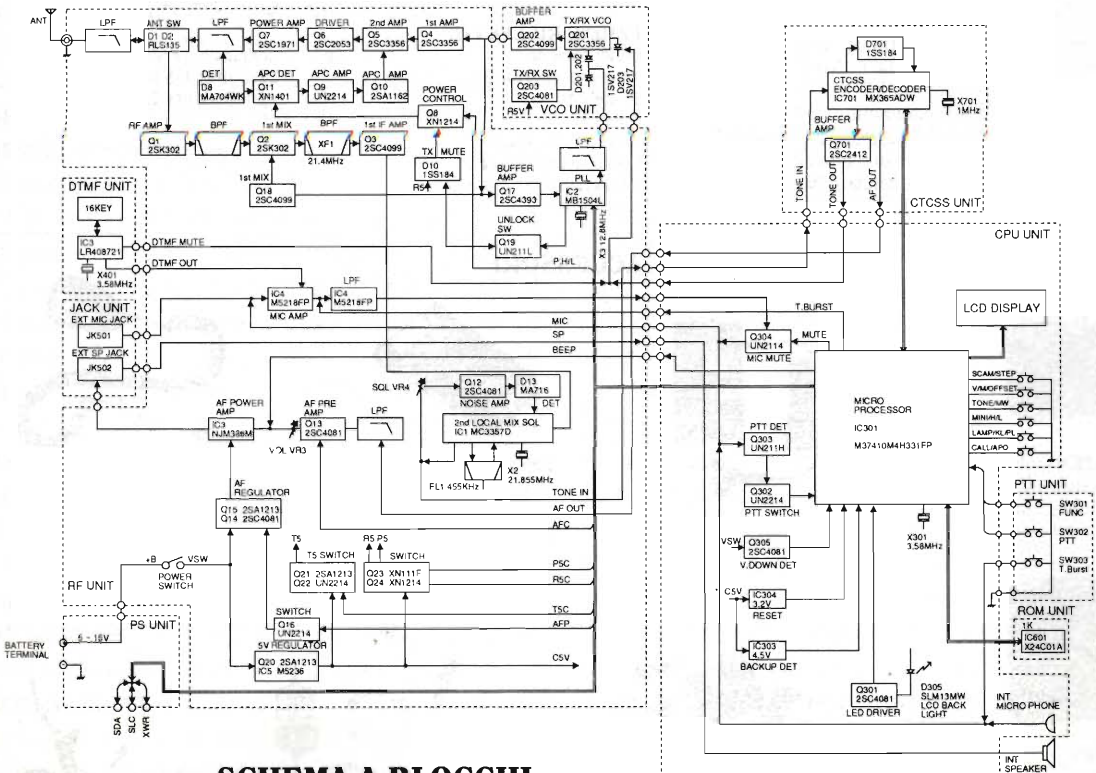 ANT
LPF
ANT SW
D1 D2
RLS135
LPF
POWER AMP
Q7
2SC1971
DRIVER
Q6
2SC2053
2nd AMP
Q5
2SC3356
1st AMP
Q4
2SC3356
BUFFER
AMP
Q202
2SC4099
TX/RX VCO
Q201
2SC3356
D201,202
1SV217
D203
1SV217
TX/RX SW
Q203
2SC4081
R5V
VCO UNIT
DET
D8
MA704WK
APC DET
Q11
XN1401
APC AMP
Q9
UN2214
APC AMP
Q10
2SA1162
POWER
CONTROL
Q8
XN1214
RF AMP
Q1
2SK302
BPF
1st MIX
Q2
2SK302
BPF
XF1
21.4MHz
1st IF AMP
Q3
2SC4099
TX MUTE
D10
1SS184
R5
1st MIX
Q18
2SC4099
BUFFER
AMP
Q17
2SC4393
LPF
PLL
IC2
MB1504L
X3 12.8MHz
UNLOCK
SW
Q19
UN211L
P.H/L
D701
1SS184
CTCSS
ENCODER/DECODER
IC701 MX365ADW
X701
1MHz
BUFFER
AMP
Q701
2SC2412
TONE IN
TONE OUT
AF OUT
CTCSS UNIT
DTMF UNIT
16KEY
IC3
LR408721
X401
3.58MHz
DTMF MUTE
DTMF OUT
JACK UNIT
EXT MIC JACK
JK501
EXT SP JACK
JK502
IC4
M5218FP
MIC AMP
LPF
IC4
M5218FP
MIC
SP
BEEP
CPU UNIT
LCD DISPLAY
T.BURST
Q304
UN2114
MIC MUTE
MUTE
MICRO
PROCESSOR
IC301
M37410M4H331FP
SCAM/STEP
V/M/OFFSET
TONE/MW
MINI/H/L
LAMP/KL/PL
CALL/APO
SQL VR4
Q12
2SC4081
NOISE AMP
D13
MA716
DET
2nd LOCAL MIX SQL
IC1 MC3357D
X2
21.855MHz
FL1 455KHz
AF POWER
AMP
IC3
NJM386M
VOL VR3
AF PRE
AMP
Q13
2SC4081
LPF
TONE IN
AF OUT
AFC
AF
REGULATOR
Q15 2SA1213
Q14 2SC4081
T5
T5 SWITCH
Q21 2SA1213
Q22 UN2214
R5 P5
SWITCH
Q23 XN111F
Q24 XN1214
P5C
R5C
T5C
AFP
C5V
PTT DET
Q303
UN211H
Q302
UN2214
PTT SWITCH
VSW
Q305
2SC4081
V.DOWN DET
C5V
IC304
3.2V
RESET
IC303
4.5V
BACKUP DET
X301
3.58MHz
PTT UNIT
SW301
FUNC
SW302
PTT
SW303
T.Burst
ROM UNIT
1K
IC601
X24C01A
RF UNIT
+B
VSW
POWER
SWITCH
SWITCH
Q16
UN2214
5V REGULATOR
Q20 2SA1213
IC5 M5236
PS UNIT
BATTERY
TERMINAL
5 - 16V
SDA
SLC
XWR
Q301
2SC4081
LED DRIVER
D305
SLM13MW
LCD BACK
LIGHT
INT
MICRO PHONE
INT
SPEAKER
SCHEMA A BLOCCHI